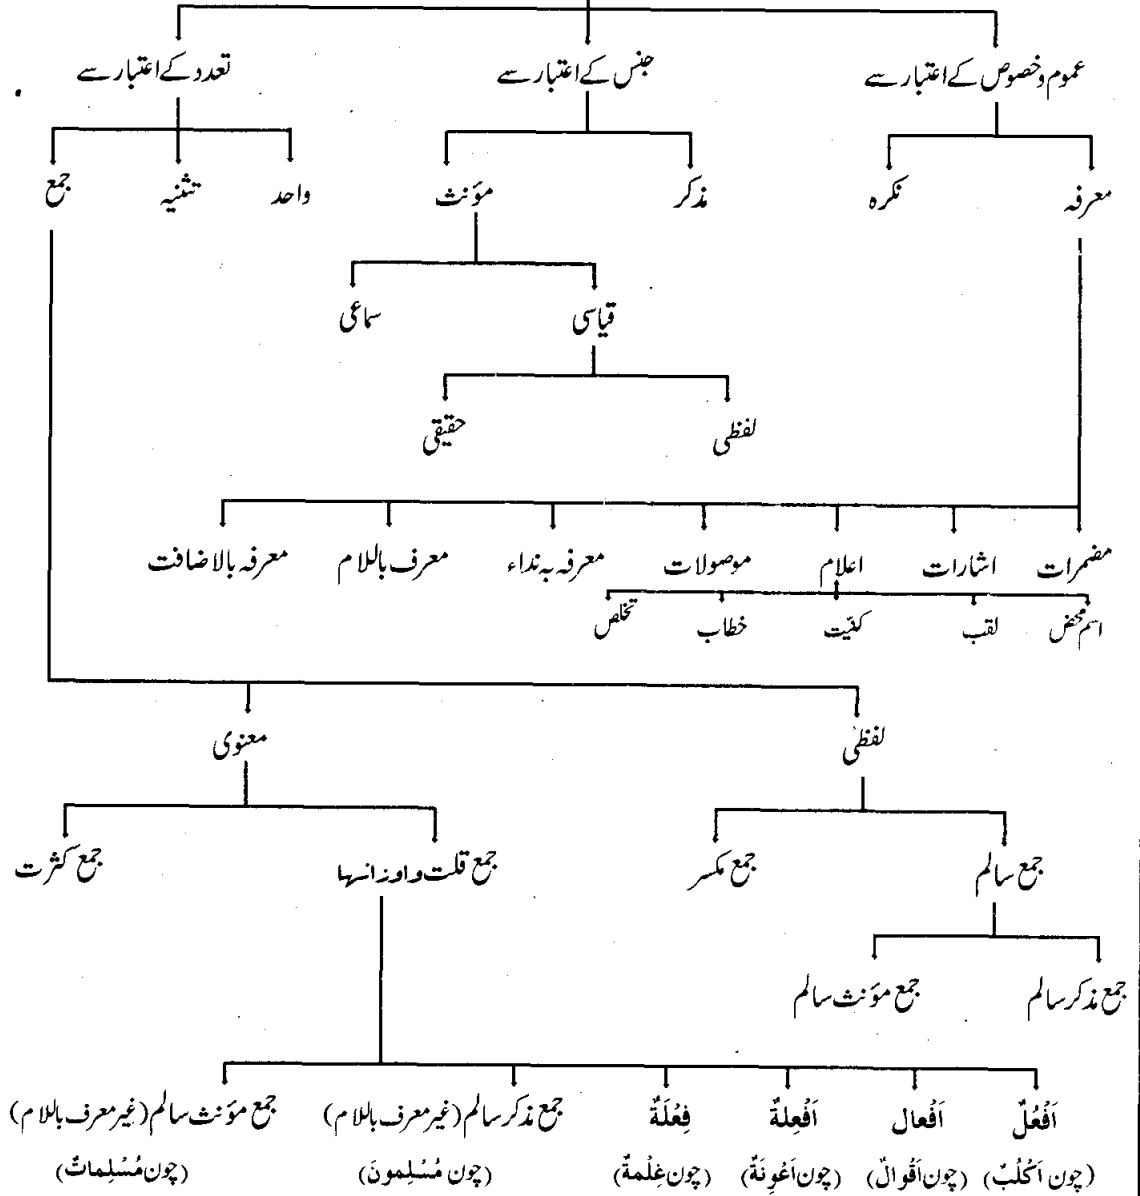 عموم وخصوص کے اعتبار سے جنس کے اعتبار سے تعدد کے اعتبار سے
معرفہ نکرہ مذکر مؤنث واحد تثنیہ جمع
قیاسی سماعی
لفظی حقیقی
مضمرات اشارات اعلام موصولات معرفہ بہ نداء معرف باللام معرفہ بالاضافت
اسم محض لقب کنیّت خطاب تخلص
لفظی معنوی
جمع سالم جمع مکسر جمع قلت و اوزانہا جمع کثرت
جمع مذکر سالم جمع مؤنث سالم
اَفْعُلٌ اَفْعال اَفْعِلةٌ فِعْلَةٌ جمع مذکر سالم (غیر معرف باللام) جمع مؤنث سالم (غیر معرف باللام)
(چون اَکْلُبٌ) (چون اَقْوالٌ) (چون اَعْوِنَةٌ) (چون غِلْمةٌ) (چون مُسْلِمونَ) (چون مُسْلِماتٌ)